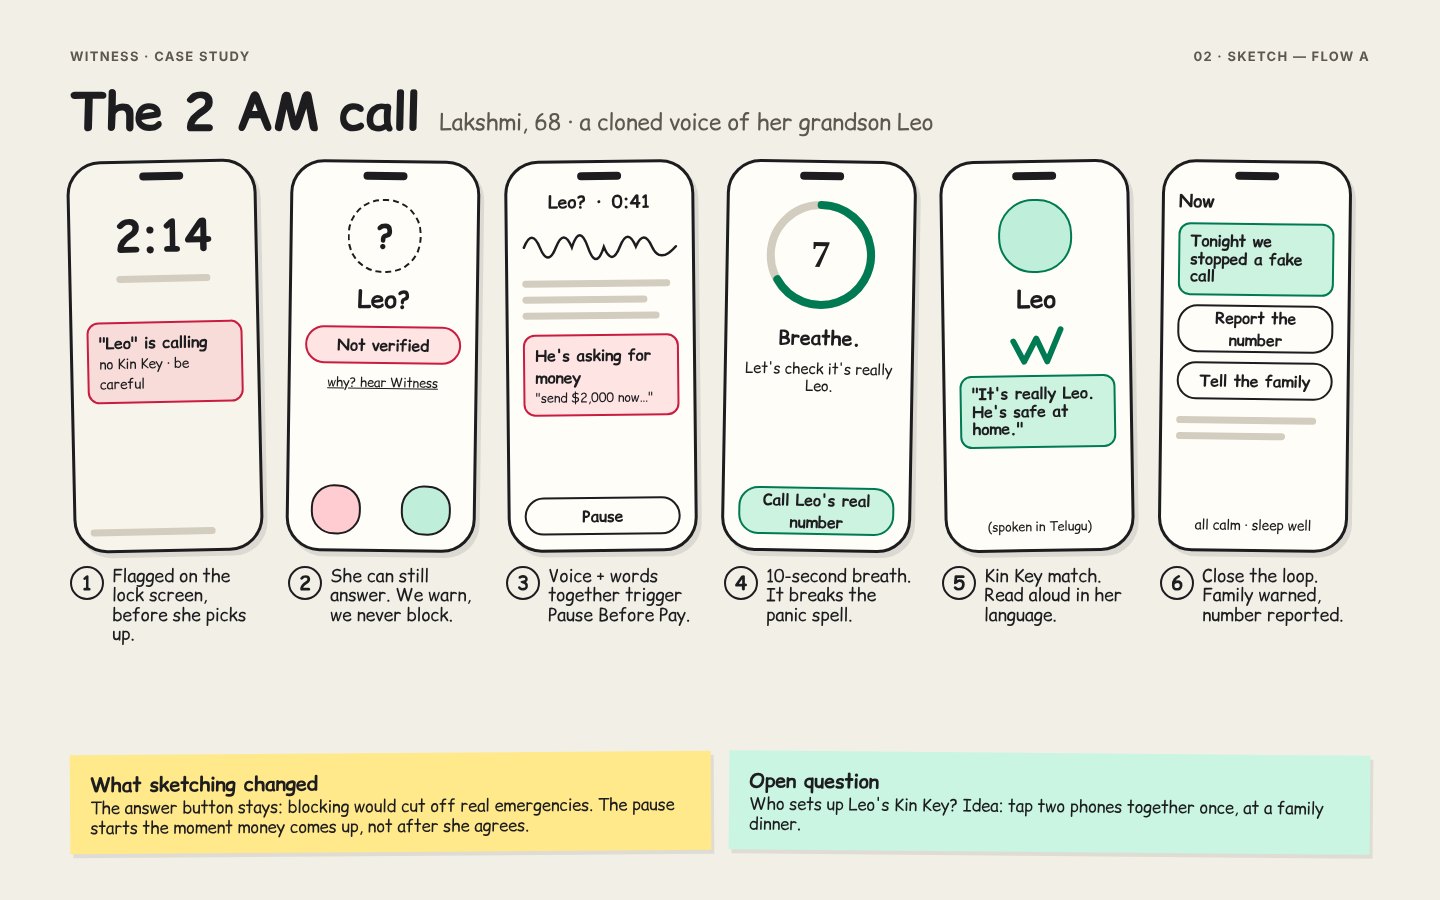 WITNESS · CASE STUDY
02 · SKETCH — FLOW A
The 2 AM call
Lakshmi, 68 · a cloned voice of her grandson Leo
2:14
"Leo" is calling
no Kin Key · be
careful
?
Leo?
Not verified
why? hear Witness
Leo? · 0:41
He's asking for
money
"send $2,000 now…"
Pause
7
Breathe.
Let's check it's really
Leo.
Call Leo's real
number
Leo
"It's really Leo.
He's safe at
home."
(spoken in Telugu)
Now
Tonight we
stopped a fake
call
Report the
number
Tell the family
all calm · sleep well
1
Flagged on the
lock screen,
before she picks
up.
2
She can still
answer. We warn,
we never block.
3
Voice + words
together trigger
Pause Before Pay.
4
10-second breath.
It breaks the
panic spell.
5
Kin Key match.
Read aloud in her
language.
6
Close the loop.
Family warned,
number reported.
What sketching changed
The answer button stays: blocking would cut off real emergencies. The pause
starts the moment money comes up, not after she agrees.
Open question
Who sets up Leo's Kin Key? Idea: tap two phones together once, at a family
dinner.